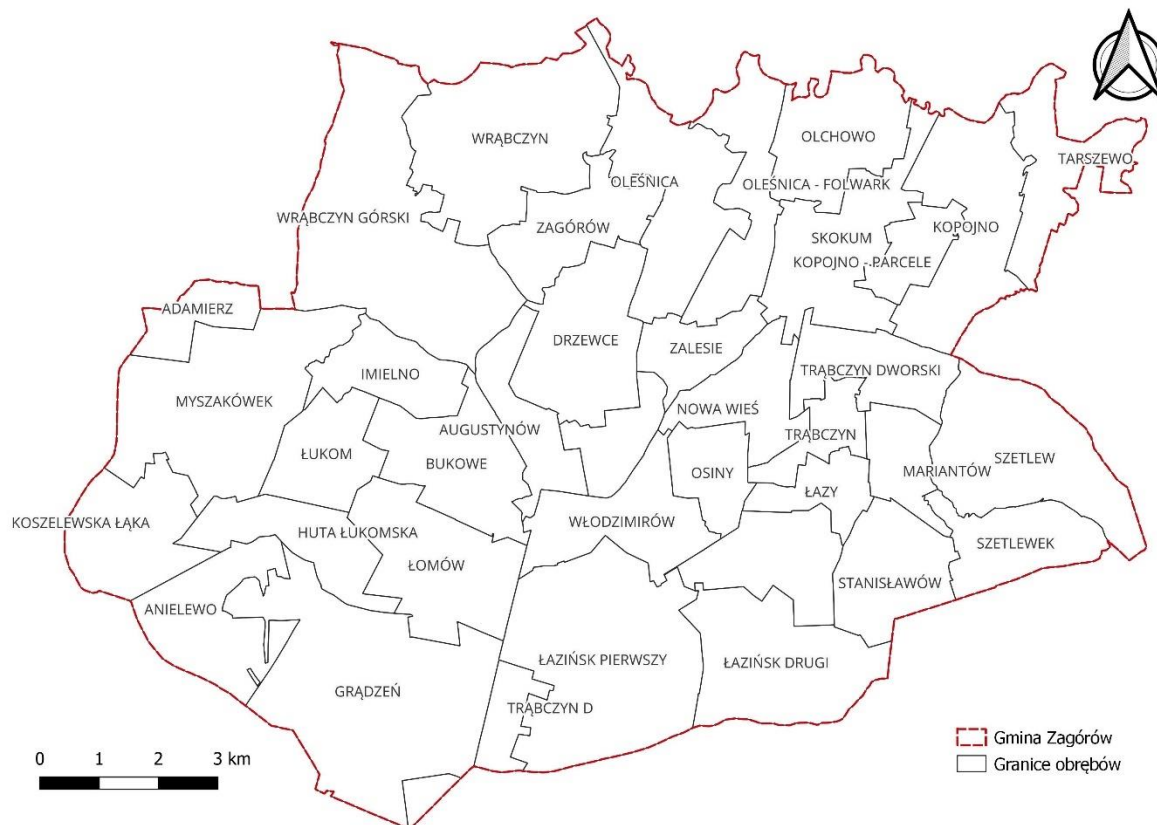 WRĄBCZYN
OLCHOWO
TARSZEWO
OLEŚNICA
OLEŚNICA - FOLWARK
WRĄBCZYN GÓRSKI
ZAGÓRÓW
SKOKUM
KOPOJNO
KOPOJNO - PARCELE
ADAMIERZ
DRZEWCE
ZALESIE
IMIELNO
TRĄBCZYN DWORSKI
MYSZAKÓWEK
NOWA WIEŚ
AUGUSTYNÓW
TRĄBCZYN
ŁUKOM
BUKOWE
OSINY
MARIANTÓW
SZETLEW
ŁAZY
KOSZELEWSKA ŁĄKA
HUTA ŁUKOMSKA
WŁODZIMIRÓW
SZETLEWEK
ŁOMÓW
STANISŁAWÓW
ANIELEWO
ŁAZIŃSK PIERWSZY
ŁAZIŃSK DRUGI
GRĄDZEŃ
TRĄBCZYN D
0 1 2 3 km
Gmina Zagórów
Granice obrębów